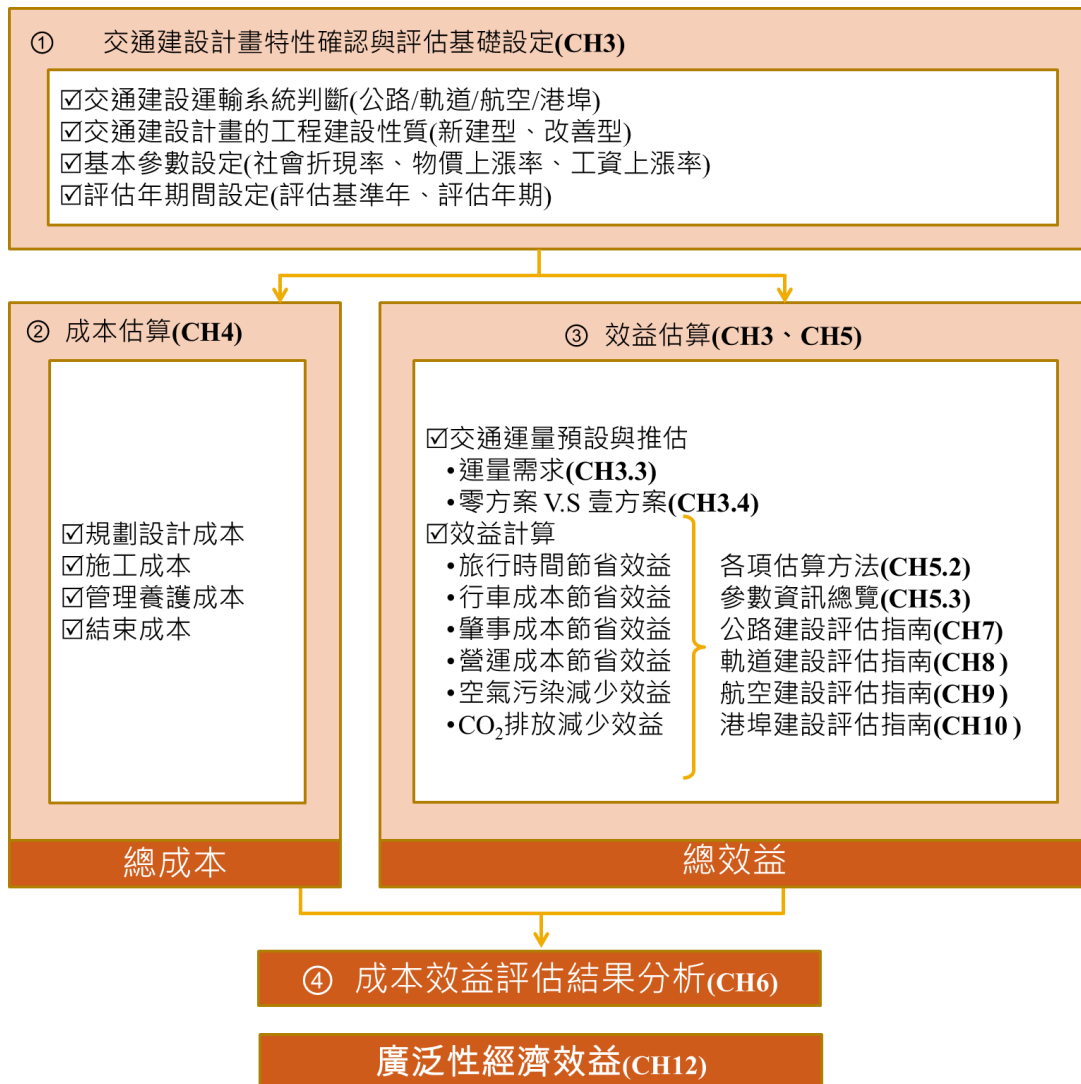 ① 交通建設計畫特性確認與評估基礎設定(CH3)
☑交通建設運輸系統判斷(公路/軌道/航空/港埠)
☑交通建設計畫的工程建設性質(新建型、改善型)
☑基本參數設定(社會折現率、物價上漲率、工資上漲率)
☑評估年期間設定(評估基準年、評估年期)
② 成本估算(CH4)
☑規劃設計成本
☑施工成本
☑管理養護成本
☑結束成本
總成本
③ 效益估算(CH3、CH5)
☑交通運量預設與推估
•運量需求(CH3.3)
•零方案 V.S 壹方案(CH3.4)
☑效益計算
•旅行時間節省效益
•行車成本節省效益
•肇事成本節省效益
•營運成本節省效益
•空氣污染減少效益
•CO₂排放減少效益
各項估算方法(CH5.2)
參數資訊總覽(CH5.3)
公路建設評估指南(CH7)
軌道建設評估指南(CH8)
航空建設評估指南(CH9)
港埠建設評估指南(CH10)
總效益
④ 成本效益評估結果分析(CH6)
廣泛性經濟效益(CH12)